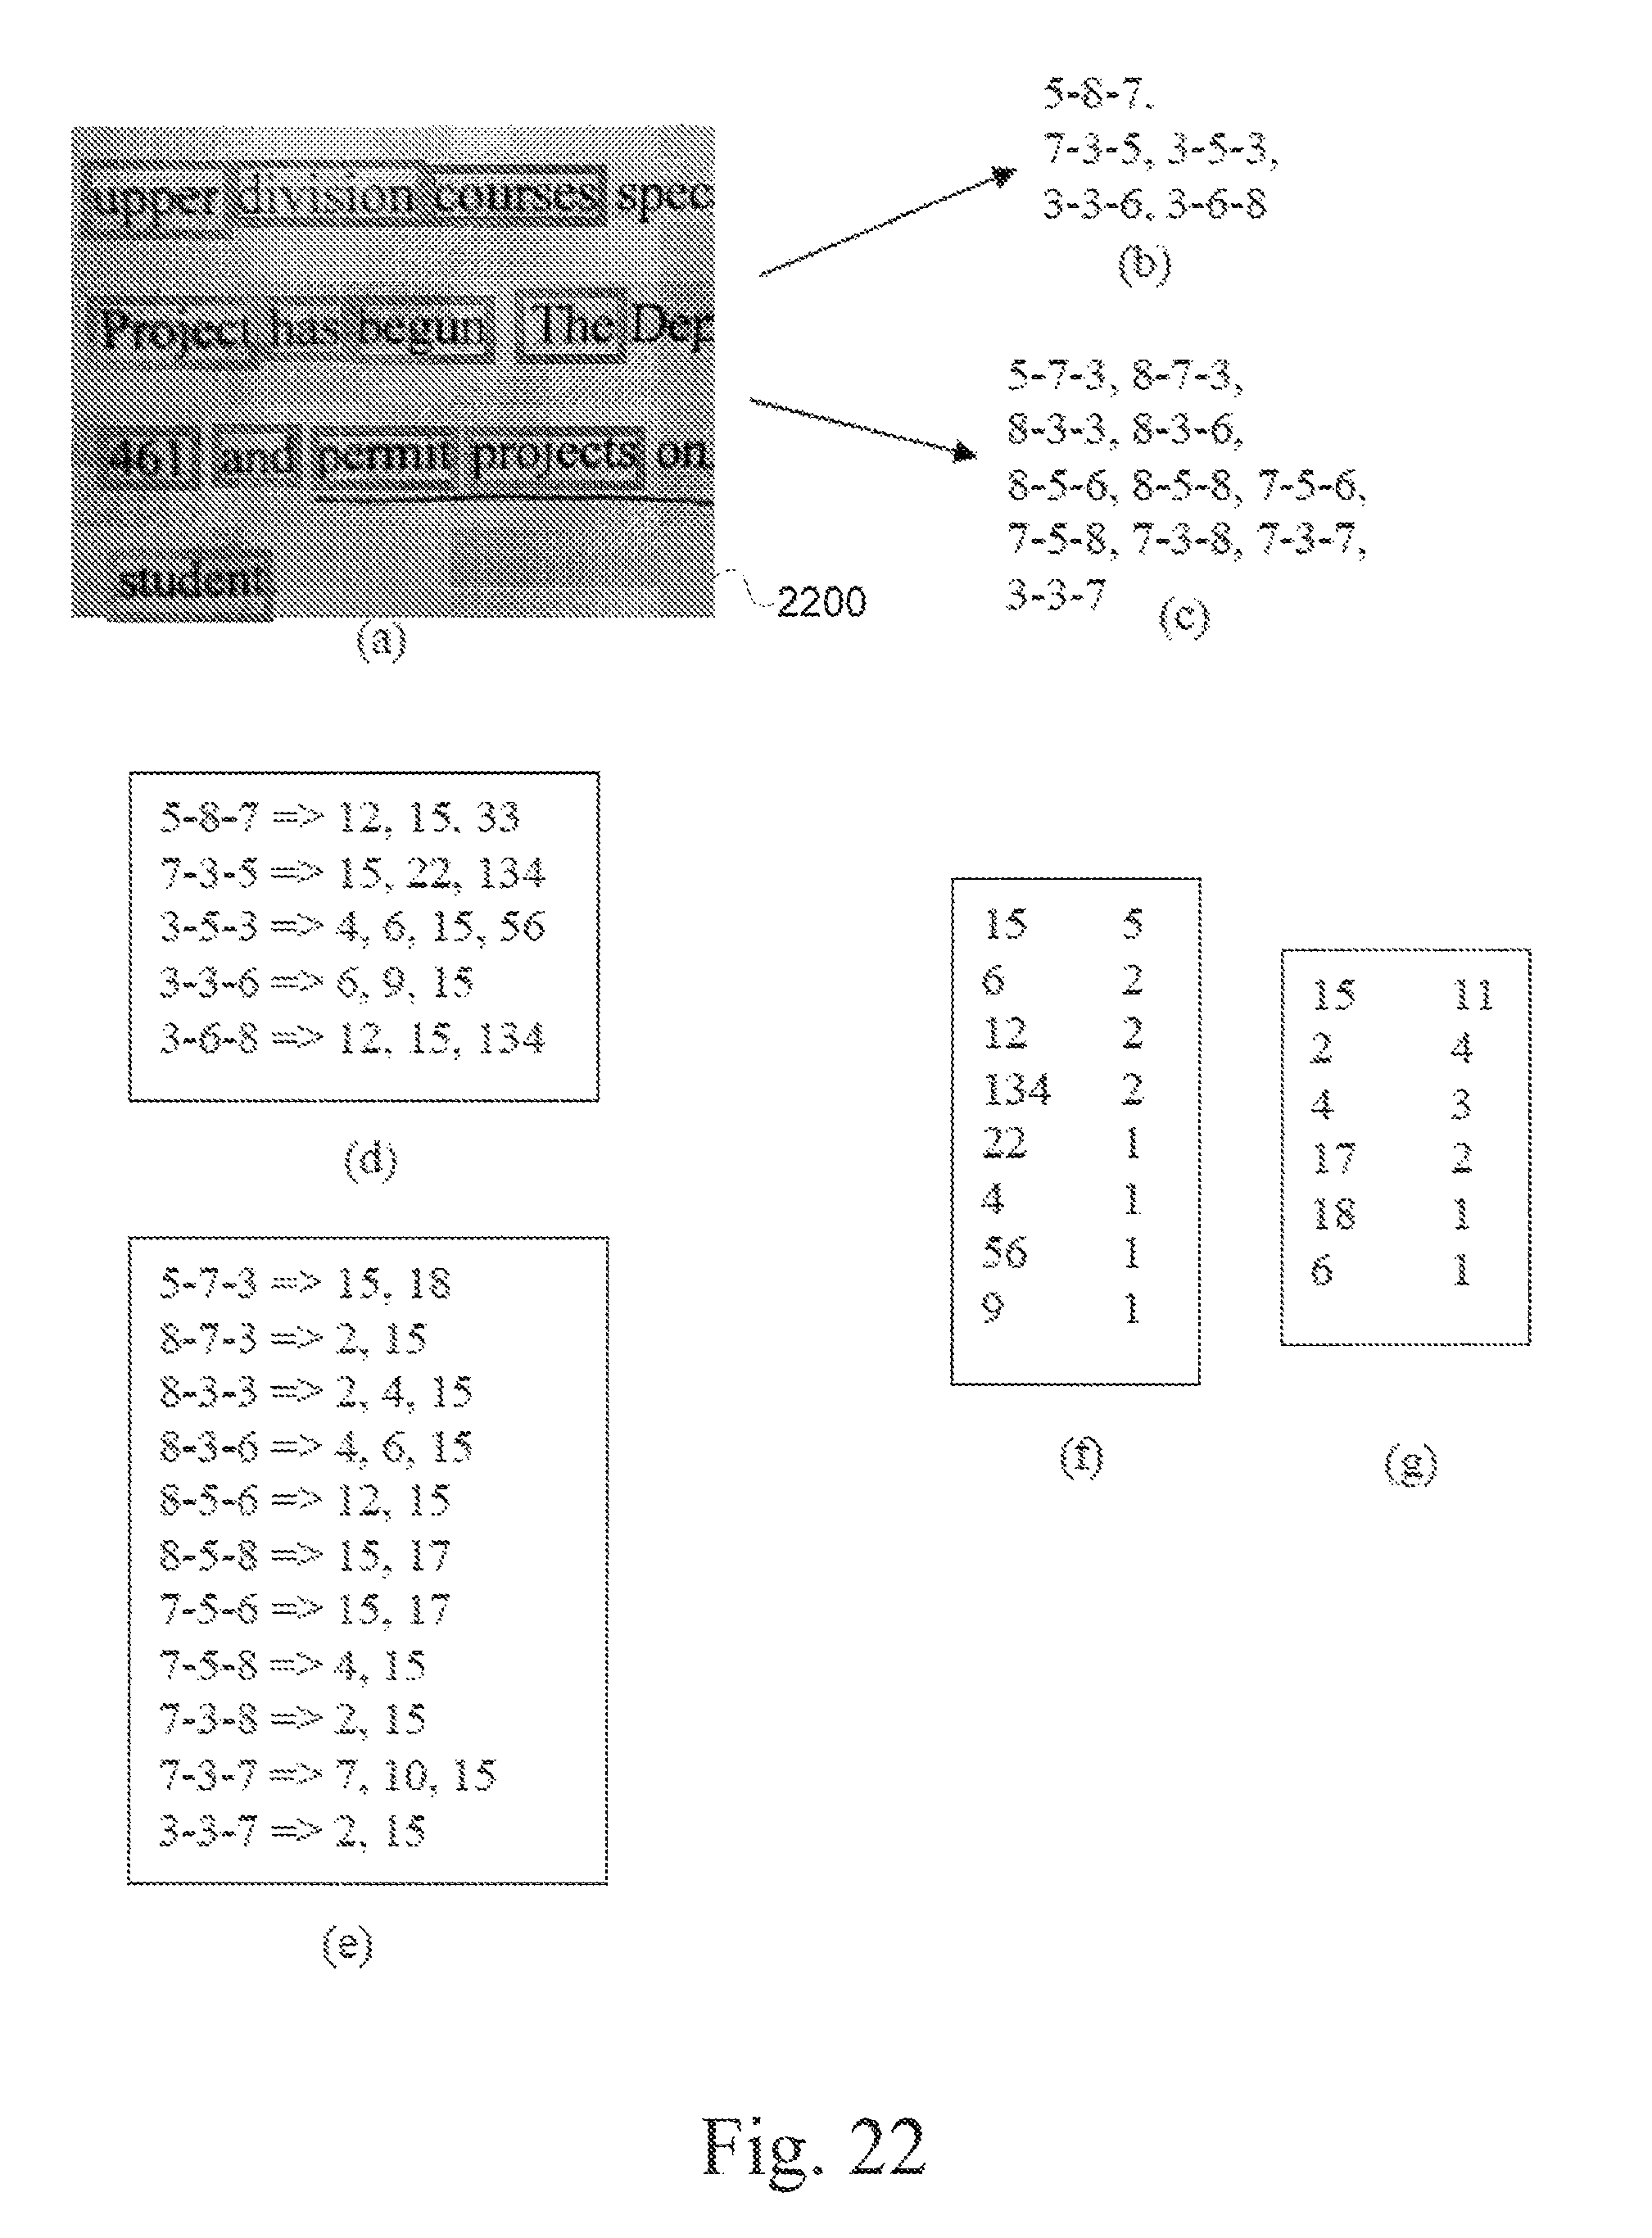 upper division courses spec
Project has begun The Dep
461 and permit projects on
student
(a)
2200
5-8-7.
7-3-5, 3-5-3,
3-3-6, 3-6-8
(b)
5-7-3, 8-7-3,
8-3-3, 8-3-6,
8-5-6, 8-5-8, 7-5-6,
7-5-8, 7-3-8, 7-3-7,
3-3-7
(c)
5-8-7 => 12, 15, 33
7-3-5 => 15, 22, 134
3-5-3 => 4, 6, 15, 56
3-3-6 => 6, 9, 15
3-6-8 => 12, 15, 134
(d)
5-7-3 => 15, 18
8-7-3 => 2, 15
8-3-3 => 2, 4, 15
8-3-6 => 4, 6, 15
8-5-6 => 12, 15
8-5-8 => 15, 17
7-5-6 => 15, 17
7-5-8 => 4, 15
7-3-8 => 2, 15
7-3-7 => 7, 10, 15
3-3-7 => 2, 15
(e)
15 5
6 2
12 2
134 2
22 1
4 1
56 1
9 1
(f)
15 11
2 4
4 3
17 2
18 1
6 1
(g)
Fig. 22